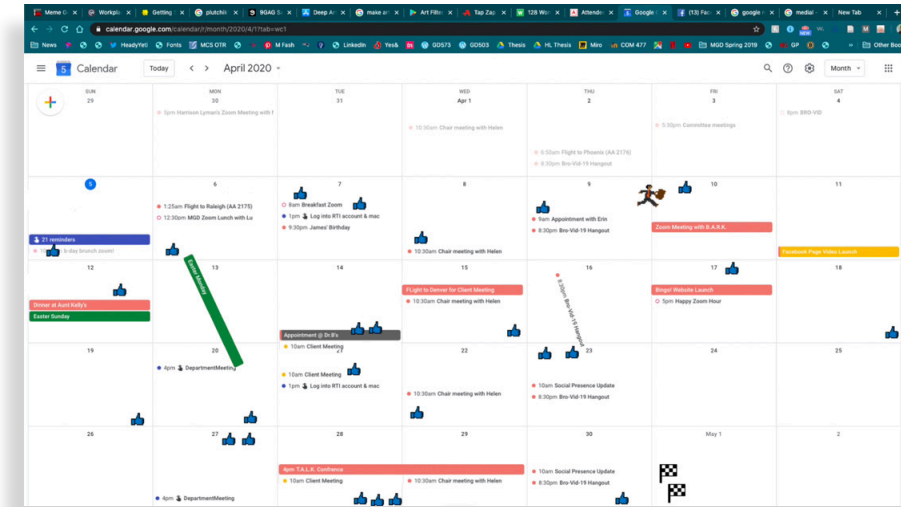 Meme G
Workpla
Getting
plutchik
9GAG S
Deep A
make an
Art Filte
Tap Zap
128 Wor
Attende
Google
(13) Fac
google
medial
New Tab
calendar.google.com/calendar/r/month/2020/4/1?tab=wc1
News
HeadyYeti
Fonts
MCS OTR
M Fash
LinkedIn
Yes&
GD573
GD503
Thesis
HL Thesis
Miro
COM 477
MGD Spring 2019
GP
Other Boo
5 Calendar
Today
April 2020
Month
SUN MON TUE WED THU FRI SAT
29 30 31 Apr 1 2 3 4
5pm Harrison Lyman's Zoom Meeting with
10:30am Chair meeting with Helen
6:50am Flight to Phoenix (AA 2176)
8:30pm Bro-Vid-19 Hangout
5:30pm Committee meetings
8pm BRO-VID
5 6 7 8 9 10 11
21 reminders
b-day brunch zoom!
1:25am Flight to Raleigh (AA 2175)
12:30pm MGD Zoom Lunch with Lu
8am Breakfast Zoom
1pm Log into RTI account & mac
9:30pm James' Birthday
10:30am Chair meeting with Helen
9am Appointment with Erin
8:30pm Bro-Vid-19 Hangout
Zoom Meeting with B.A.R.K.
Facebook Page Video Launch
12 13 14 15 16 17 18
Dinner at Aunt Kelly's
Easter Sunday
Easter Monday
Appointment @ Dr B's
10am Client Meeting
FLight to Denver for Client Meeting
10:30am Chair meeting with Helen
8:30pm Bro-Vid-19 Hangout
Bingo! Website Launch
5pm Happy Zoom Hour
19 20 21 22 23 24 25
4pm DepartmentMeeting
10am Client Meeting
1pm Log into RTI account & mac
10:30am Chair meeting with Helen
10am Social Presence Update
8:30pm Bro-Vid-19 Hangout
26 27 28 29 30 May 1 2
4pm DepartmentMeeting
4pm T.A.L.K. Confrence
10am Client Meeting
10:30am Chair meeting with Helen
10am Social Presence Update
8:30pm Bro-Vid-19 Hangout